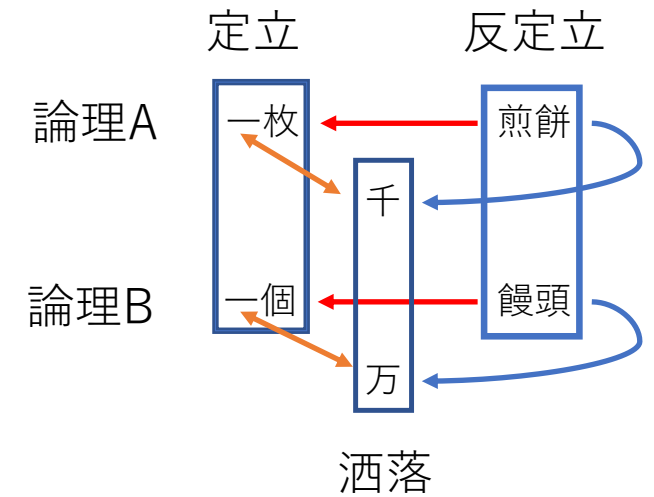 定立 反定立
論理A 一枚 煎餅
千
論理B 一個 饅頭
万
洒落